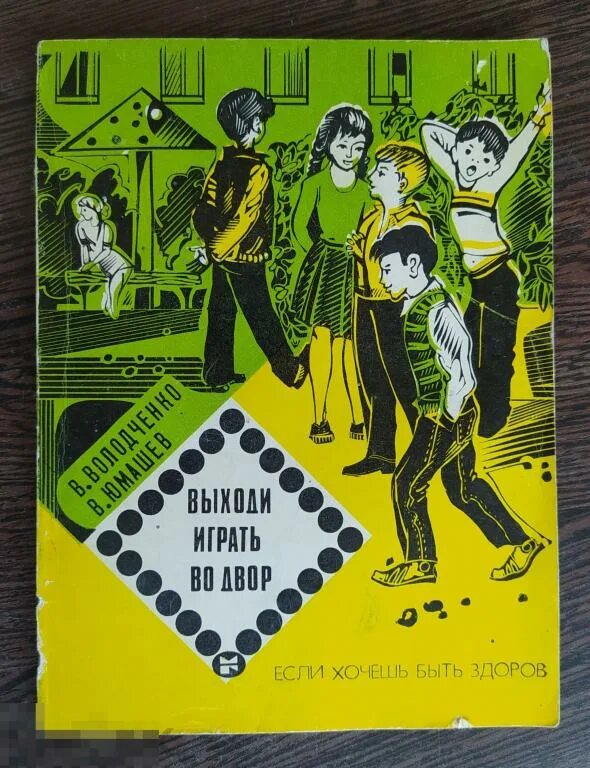 В. ВОЛОДЧЕНКО
В. ЮМАШЕВ
ВЫХОДИ
ИГРАТЬ
ВО ДВОР
ЕСЛИ ХОЧЕШЬ БЫТЬ ЗДОРОВ